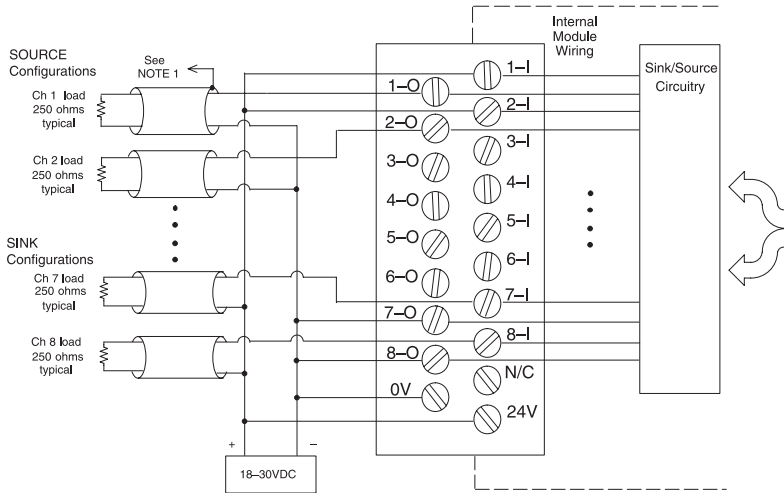 Internal
Module
Wiring
SOURCE
Configurations
See
NOTE 1
Sink/Source
Circuitry
1–I
1–O
Ch 1 load
250 ohms
typical
2–I
2–O
3–I
Ch 2 load
250 ohms
typical
3–O
4–I
4–O
5–I
SINK
Configurations
5–O
6–I
6–O
Ch 7 load
250 ohms
typical
7–I
7–O
8–I
Ch 8 load
250 ohms
typical
8–O
N/C
0V
24V
+
–
18–30VDC